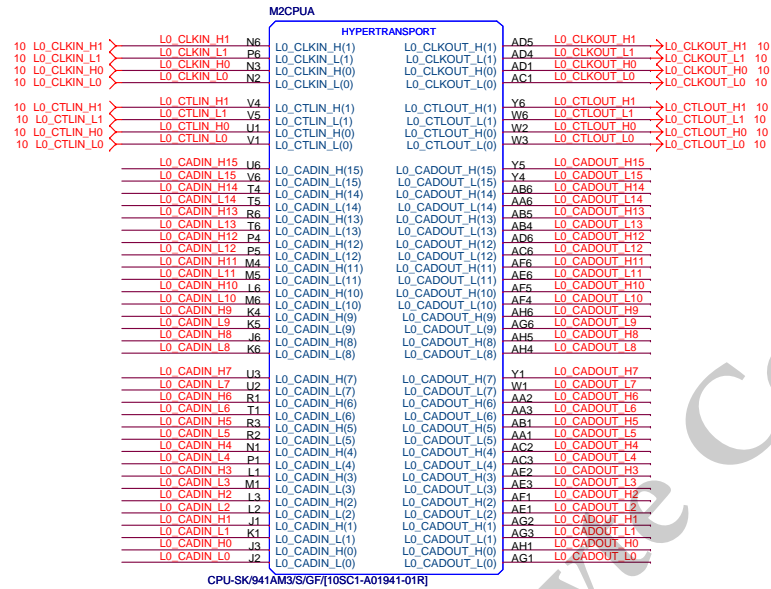 M2CPUA
HYPERTRANSPORT
10 L0_CLKIN_H1 L0_CLKIN_H1 N6 L0_CLKIN_H(1) L0_CLKOUT_H(1) AD5 L0_CLKOUT_H1 L0_CLKOUT_H1 10
10 L0_CLKIN_L1 L0_CLKIN_L1 P6 L0_CLKIN_L(1) L0_CLKOUT_L(1) AD4 L0_CLKOUT_L1 L0_CLKOUT_L1 10
10 L0_CLKIN_H0 L0_CLKIN_H0 N3 L0_CLKIN_H(0) L0_CLKOUT_H(0) AD1 L0_CLKOUT_H0 L0_CLKOUT_H0 10
10 L0_CLKIN_L0 L0_CLKIN_L0 N2 L0_CLKIN_L(0) L0_CLKOUT_L(0) AC1 L0_CLKOUT_L0 L0_CLKOUT_L0 10
10 L0_CTLIN_H1 L0_CTLIN_H1 V4 L0_CTLIN_H(1) L0_CTLOUT_H(1) Y6 L0_CTLOUT_H1 L0_CTLOUT_H1 10
10 L0_CTLIN_L1 L0_CTLIN_L1 V5 L0_CTLIN_L(1) L0_CTLOUT_L(1) W6 L0_CTLOUT_L1 L0_CTLOUT_L1 10
10 L0_CTLIN_H0 L0_CTLIN_H0 U1 L0_CTLIN_H(0) L0_CTLOUT_H(0) W2 L0_CTLOUT_H0 L0_CTLOUT_H0 10
10 L0_CTLIN_L0 L0_CTLIN_L0 V1 L0_CTLIN_L(0) L0_CTLOUT_L(0) W3 L0_CTLOUT_L0 L0_CTLOUT_L0 10
L0_CADIN_H15 U6 L0_CADIN_H(15) L0_CADOUT_H(15) Y5 L0_CADOUT_H15
L0_CADIN_L15 V6 L0_CADIN_L(15) L0_CADOUT_L(15) Y4 L0_CADOUT_L15
L0_CADIN_H14 T4 L0_CADIN_H(14) L0_CADOUT_H(14) AB6 L0_CADOUT_H14
L0_CADIN_L14 T5 L0_CADIN_L(14) L0_CADOUT_L(14) AA6 L0_CADOUT_L14
L0_CADIN_H13 R6 L0_CADIN_H(13) L0_CADOUT_H(13) AB5 L0_CADOUT_H13
L0_CADIN_L13 T6 L0_CADIN_L(13) L0_CADOUT_L(13) AB4 L0_CADOUT_L13
L0_CADIN_H12 P4 L0_CADIN_H(12) L0_CADOUT_H(12) AD6 L0_CADOUT_H12
L0_CADIN_L12 P5 L0_CADIN_L(12) L0_CADOUT_L(12) AC6 L0_CADOUT_L12
L0_CADIN_H11 M4 L0_CADIN_H(11) L0_CADOUT_H(11) AF6 L0_CADOUT_H11
L0_CADIN_L11 M5 L0_CADIN_L(11) L0_CADOUT_L(11) AE6 L0_CADOUT_L11
L0_CADIN_H10 L6 L0_CADIN_H(10) L0_CADOUT_H(10) AF5 L0_CADOUT_H10
L0_CADIN_L10 M6 L0_CADIN_L(10) L0_CADOUT_L(10) AF4 L0_CADOUT_L10
L0_CADIN_H9 K4 L0_CADIN_H(9) L0_CADOUT_H(9) AH6 L0_CADOUT_H9
L0_CADIN_L9 K5 L0_CADIN_L(9) L0_CADOUT_L(9) AG6 L0_CADOUT_L9
L0_CADIN_H8 J6 L0_CADIN_H(8) L0_CADOUT_H(8) AH5 L0_CADOUT_H8
L0_CADIN_L8 K6 L0_CADIN_L(8) L0_CADOUT_L(8) AH4 L0_CADOUT_L8
L0_CADIN_H7 U3 L0_CADIN_H(7) L0_CADOUT_H(7) Y1 L0_CADOUT_H7
L0_CADIN_L7 U2 L0_CADIN_L(7) L0_CADOUT_L(7) W1 L0_CADOUT_L7
L0_CADIN_H6 R1 L0_CADIN_H(6) L0_CADOUT_H(6) AA2 L0_CADOUT_H6
L0_CADIN_L6 T1 L0_CADIN_L(6) L0_CADOUT_L(6) AA3 L0_CADOUT_L6
L0_CADIN_H5 R3 L0_CADIN_H(5) L0_CADOUT_H(5) AB1 L0_CADOUT_H5
L0_CADIN_L5 R2 L0_CADIN_L(5) L0_CADOUT_L(5) AA1 L0_CADOUT_L5
L0_CADIN_H4 N1 L0_CADIN_H(4) L0_CADOUT_H(4) AC2 L0_CADOUT_H4
L0_CADIN_L4 P1 L0_CADIN_L(4) L0_CADOUT_L(4) AC3 L0_CADOUT_L4
L0_CADIN_H3 L1 L0_CADIN_H(3) L0_CADOUT_H(3) AE2 L0_CADOUT_H3
L0_CADIN_L3 M1 L0_CADIN_L(3) L0_CADOUT_L(3) AE3 L0_CADOUT_L3
L0_CADIN_H2 L3 L0_CADIN_H(2) L0_CADOUT_H(2) AF1 L0_CADOUT_H2
L0_CADIN_L2 L2 L0_CADIN_L(2) L0_CADOUT_L(2) AE1 L0_CADOUT_L2
L0_CADIN_H1 J1 L0_CADIN_H(1) L0_CADOUT_H(1) AG2 L0_CADOUT_H1
L0_CADIN_L1 K1 L0_CADIN_L(1) L0_CADOUT_L(1) AG3 L0_CADOUT_L1
L0_CADIN_H0 J3 L0_CADIN_H(0) L0_CADOUT_H(0) AH1 L0_CADOUT_H0
L0_CADIN_L0 J2 L0_CADIN_L(0) L0_CADOUT_L(0) AG1 L0_CADOUT_L0
CPU-SK/941AM3/S/GF/[10SC1-A01941-01R]